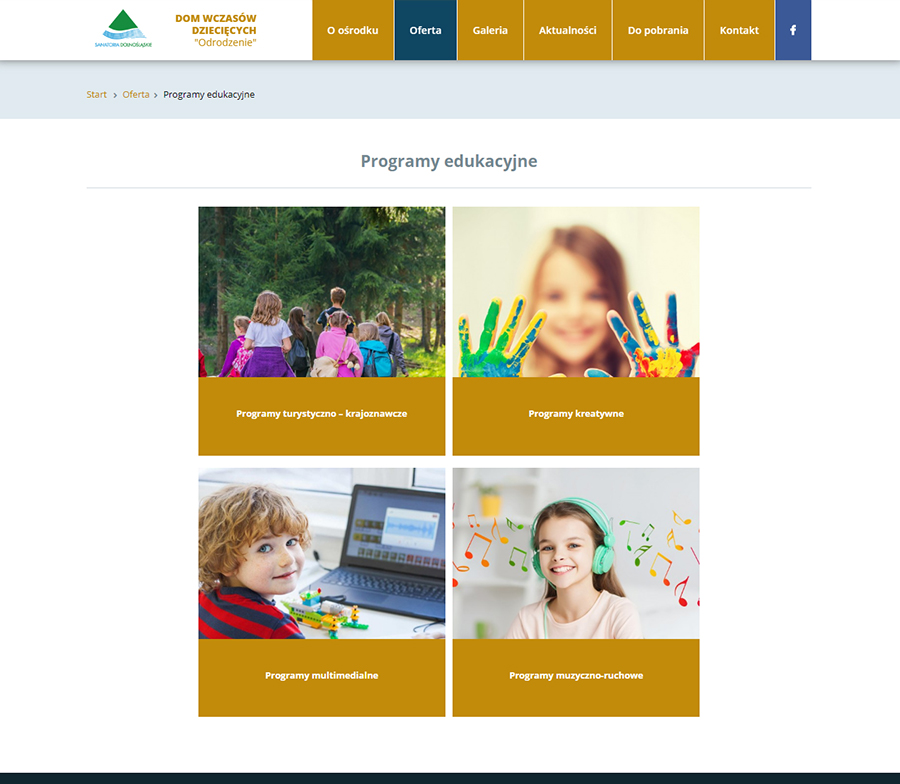 SANATORIA DOLNOŚLĄSKIE
DOM WCZASÓW
DZIECIĘCYCH
"Odrodzenie"
O ośrodku
Oferta
Galeria
Aktualności
Do pobrania
Kontakt
f
Start > Oferta > Programy edukacyjne
Programy edukacyjne
Programy turystyczno – krajoznawcze
Programy kreatywne
Programy multimedialne
Programy muzyczno-ruchowe